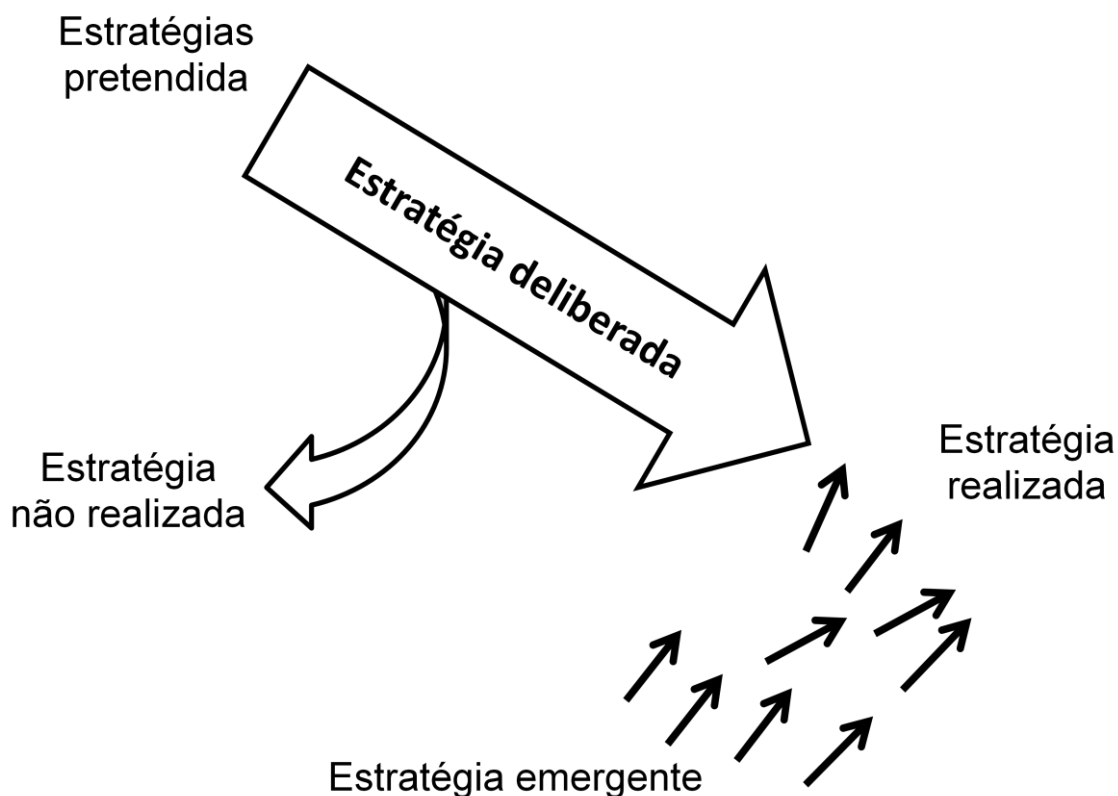 Estratégias
pretendida
Estratégia deliberada
Estratégia
não realizada
Estratégia
realizada
Estratégia emergente